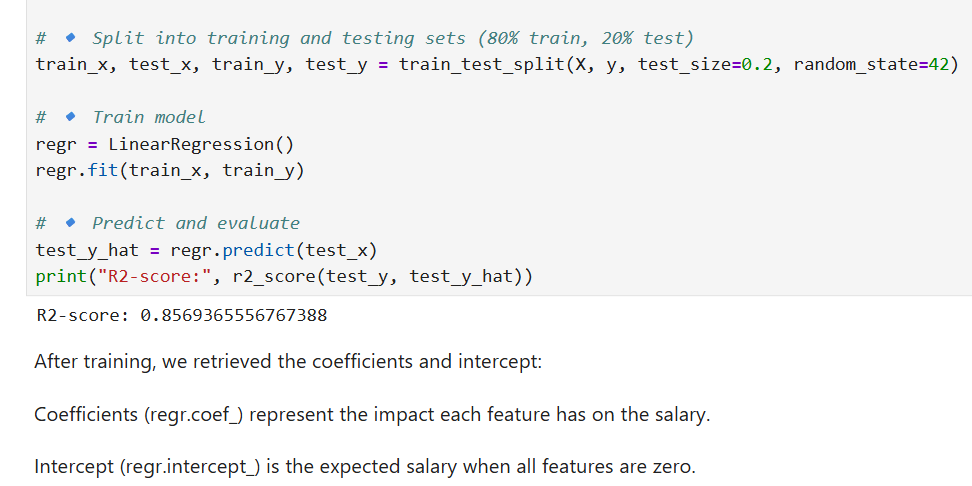 # 🔹 Split into training and testing sets (80% train, 20% test)
train_x, test_x, train_y, test_y = train_test_split(X, y, test_size=0.2, random_state=42)
# 🔹 Train model
regr = LinearRegression()
regr.fit(train_x, train_y)
# 🔹 Predict and evaluate
test_y_hat = regr.predict(test_x)
print("R2-score:", r2_score(test_y, test_y_hat))
R2-score: 0.8569365556767388
After training, we retrieved the coefficients and intercept:
Coefficients (regr.coef_) represent the impact each feature has on the salary.
Intercept (regr.intercept_) is the expected salary when all features are zero.